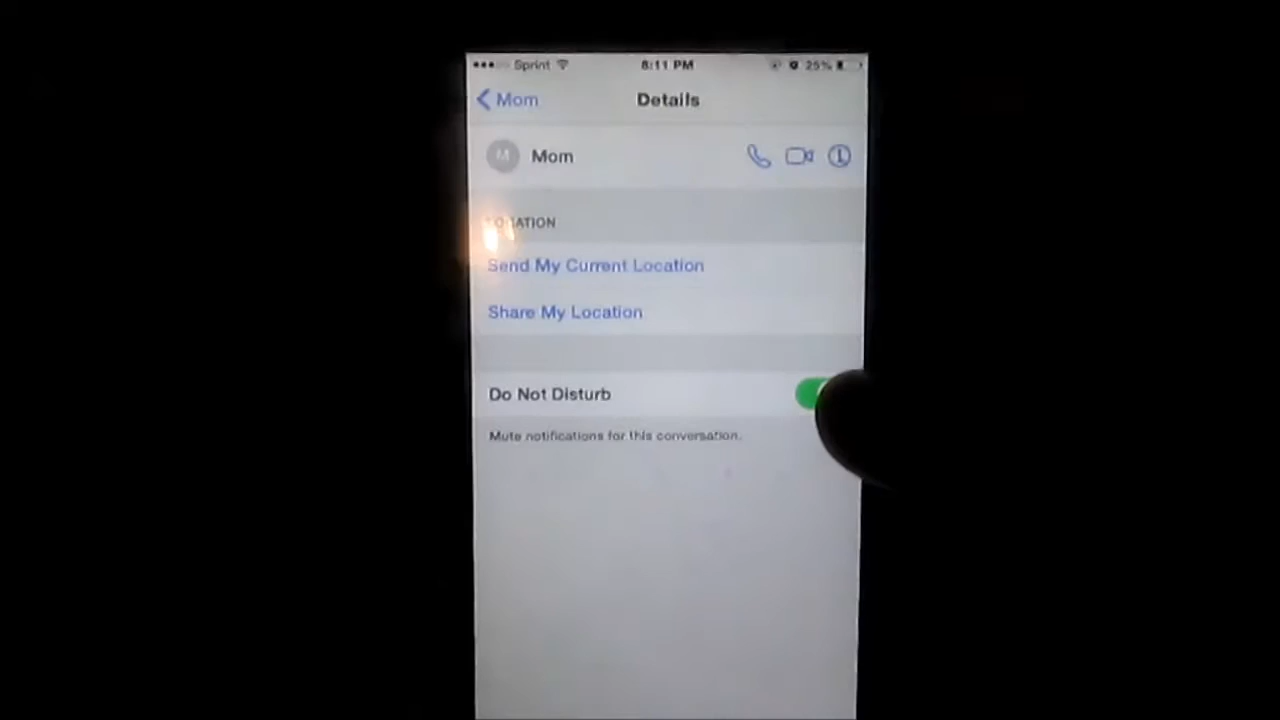 Sprint 8:11 PM 25%
Mom Details
M Mom
LOCATION
Send My Current Location
Share My Location
Do Not Disturb
Mute notifications for this conversation.